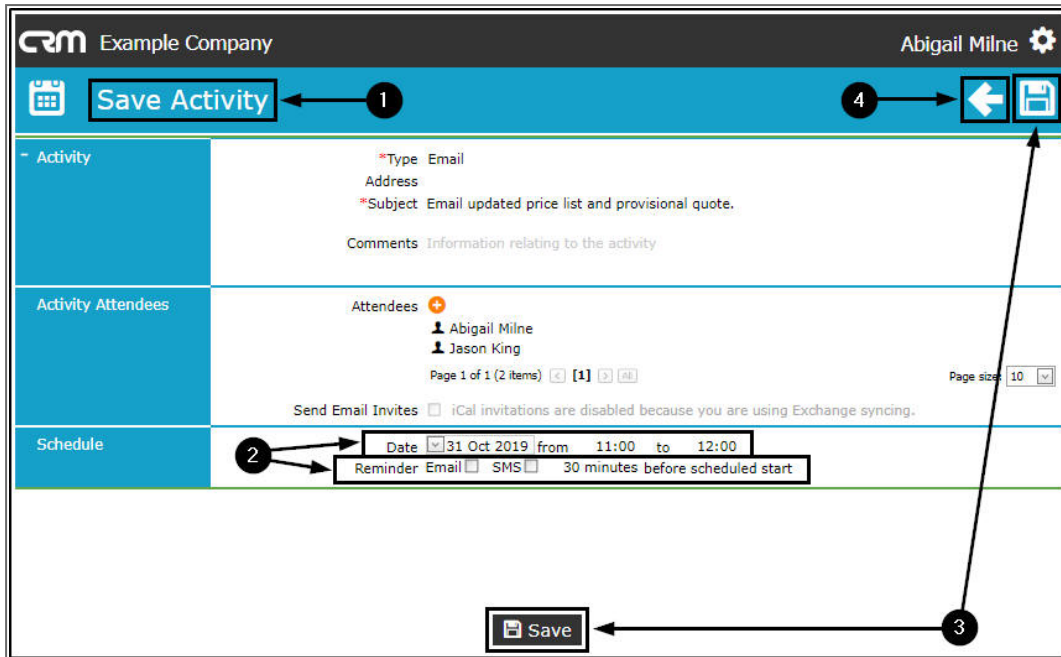 CRM Example Company
Abigail Milne
Save Activity
1
4
- Activity
*Type Email
Address
*Subject Email updated price list and provisional quote.
Comments Information relating to the activity
Activity Attendees
Attendees
Abigail Milne
Jason King
Page 1 of 1 (2 items) < [1] > All
Page size: 10
Send Email Invites iCal invitations are disabled because you are using Exchange syncing.
Schedule
2
Date 31 Oct 2019 from 11:00 to 12:00
Reminder Email SMS 30 minutes before scheduled start
Save
3